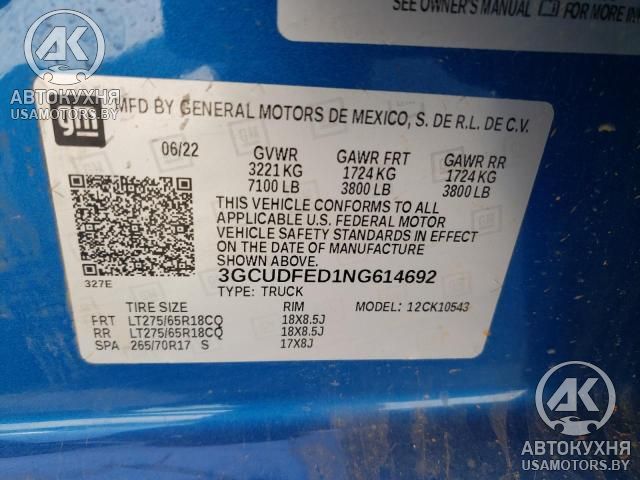 SEE OWNER'S MANUAL FOR MORE IN
AK
АВТОКУХНЯ
USAMOTORS.BY
gm
MFD BY GENERAL MOTORS DE MEXICO, S. DE R.L. DE C.V.
06/22 GVWR GAWR FRT GAWR RR
3221 KG 1724 KG 1724 KG
7100 LB 3800 LB 3800 LB
THIS VEHICLE CONFORMS TO ALL
APPLICABLE U.S. FEDERAL MOTOR
VEHICLE SAFETY STANDARDS IN EFFECT
ON THE DATE OF MANUFACTURE
SHOWN ABOVE.
327E
3GCUDFED1NG614692
TYPE: TRUCK MODEL: 12CK10543
TIRE SIZE RIM
FRT LT275/65R18CQ 18X8.5J
RR LT275/65R18CQ 18X8.5J
SPA 265/70R17 S 17X8J
AK
АВТОКУХНЯ
USAMOTORS.BY